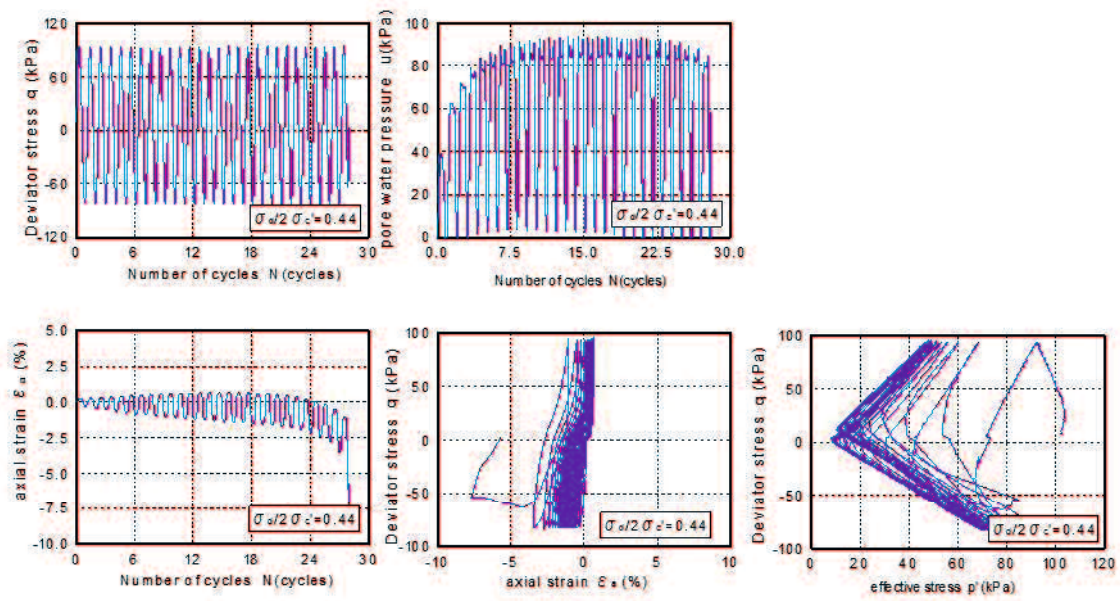 Deviator stress q (kPa)
120
60
0
-60
-120
σd/2σc'=0.44
0 6 12 18 24 30
Number of cycles N(cycles)
pore water pressure u(kPa)
100
80
60
40
20
0
σd/2σc'=0.44
0.0 7.5 15.0 22.5 30.0
Number of cycles N(cycles)
axial strain εa(%)
5.0
2.5
0.0
-2.5
-5.0
-7.5
-10.0
σd/2σc'=0.44
0 6 12 18 24 30
Number of cycles N(cycles)
Deviator stress q (kPa)
100
50
0
-50
-100
σd/2σc'=0.44
-10 -5 0 5 10
axial strain εa(%)
Deviator stress q (kPa)
100
50
0
-50
-100
σd/2σc'=0.44
0 20 40 60 80 100 120
effective stress p'(kPa)